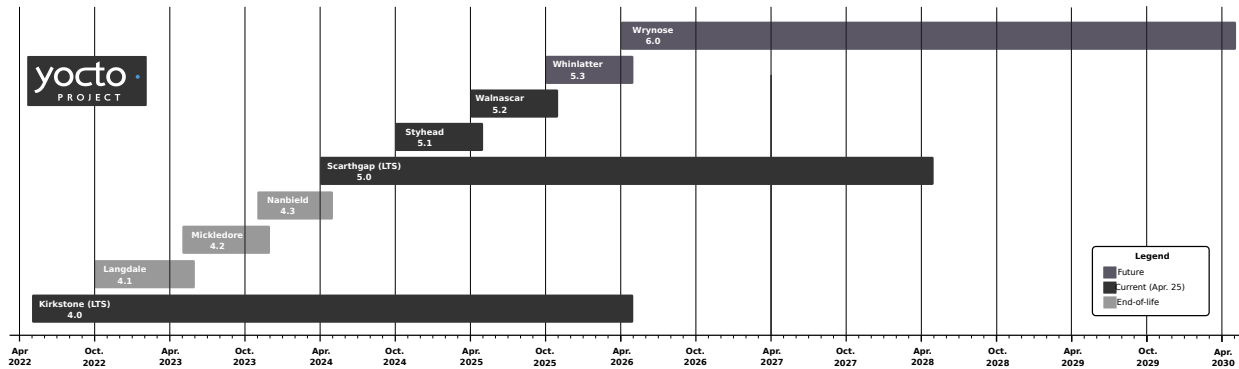 Wrynose
6.0
Whinlatter
5.3
yocto
PROJECT
Walnascar
5.2
Styhead
5.1
Scarthgap (LTS)
5.0
Nanbield
4.3
Mickledore
4.2
Langdale
4.1
Kirkstone (LTS)
4.0
Legend
Future
Current (Apr. 25)
End-of-life
Apr Oct. Apr. Oct. Apr. Oct. Apr. Oct. Apr. Oct. Apr. Oct. Apr. Oct. Apr. Oct. Apr.
2022 2022 2023 2023 2024 2024 2025 2025 2026 2026 2027 2027 2028 2028 2029 2029 2030